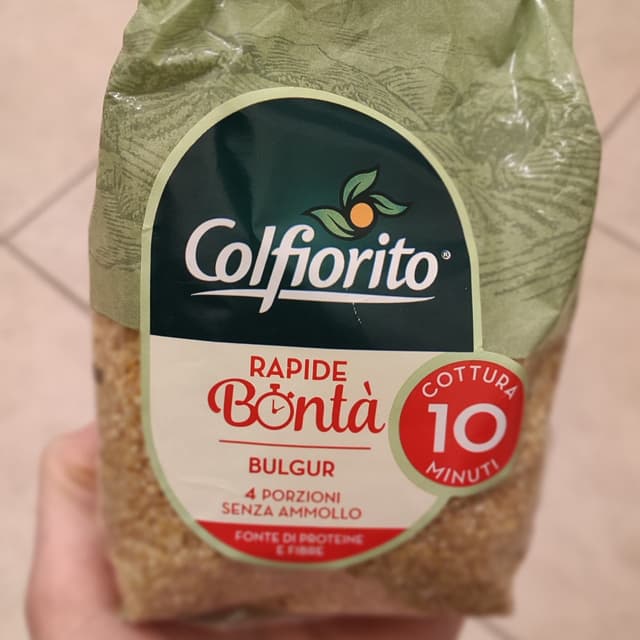 Colfiorito®
RAPIDE
Bontà
COTTURA
10
MINUTI
BULGUR
4 PORZIONI
SENZA AMMOLLO
FONTE DI PROTEINE
E FIBRE